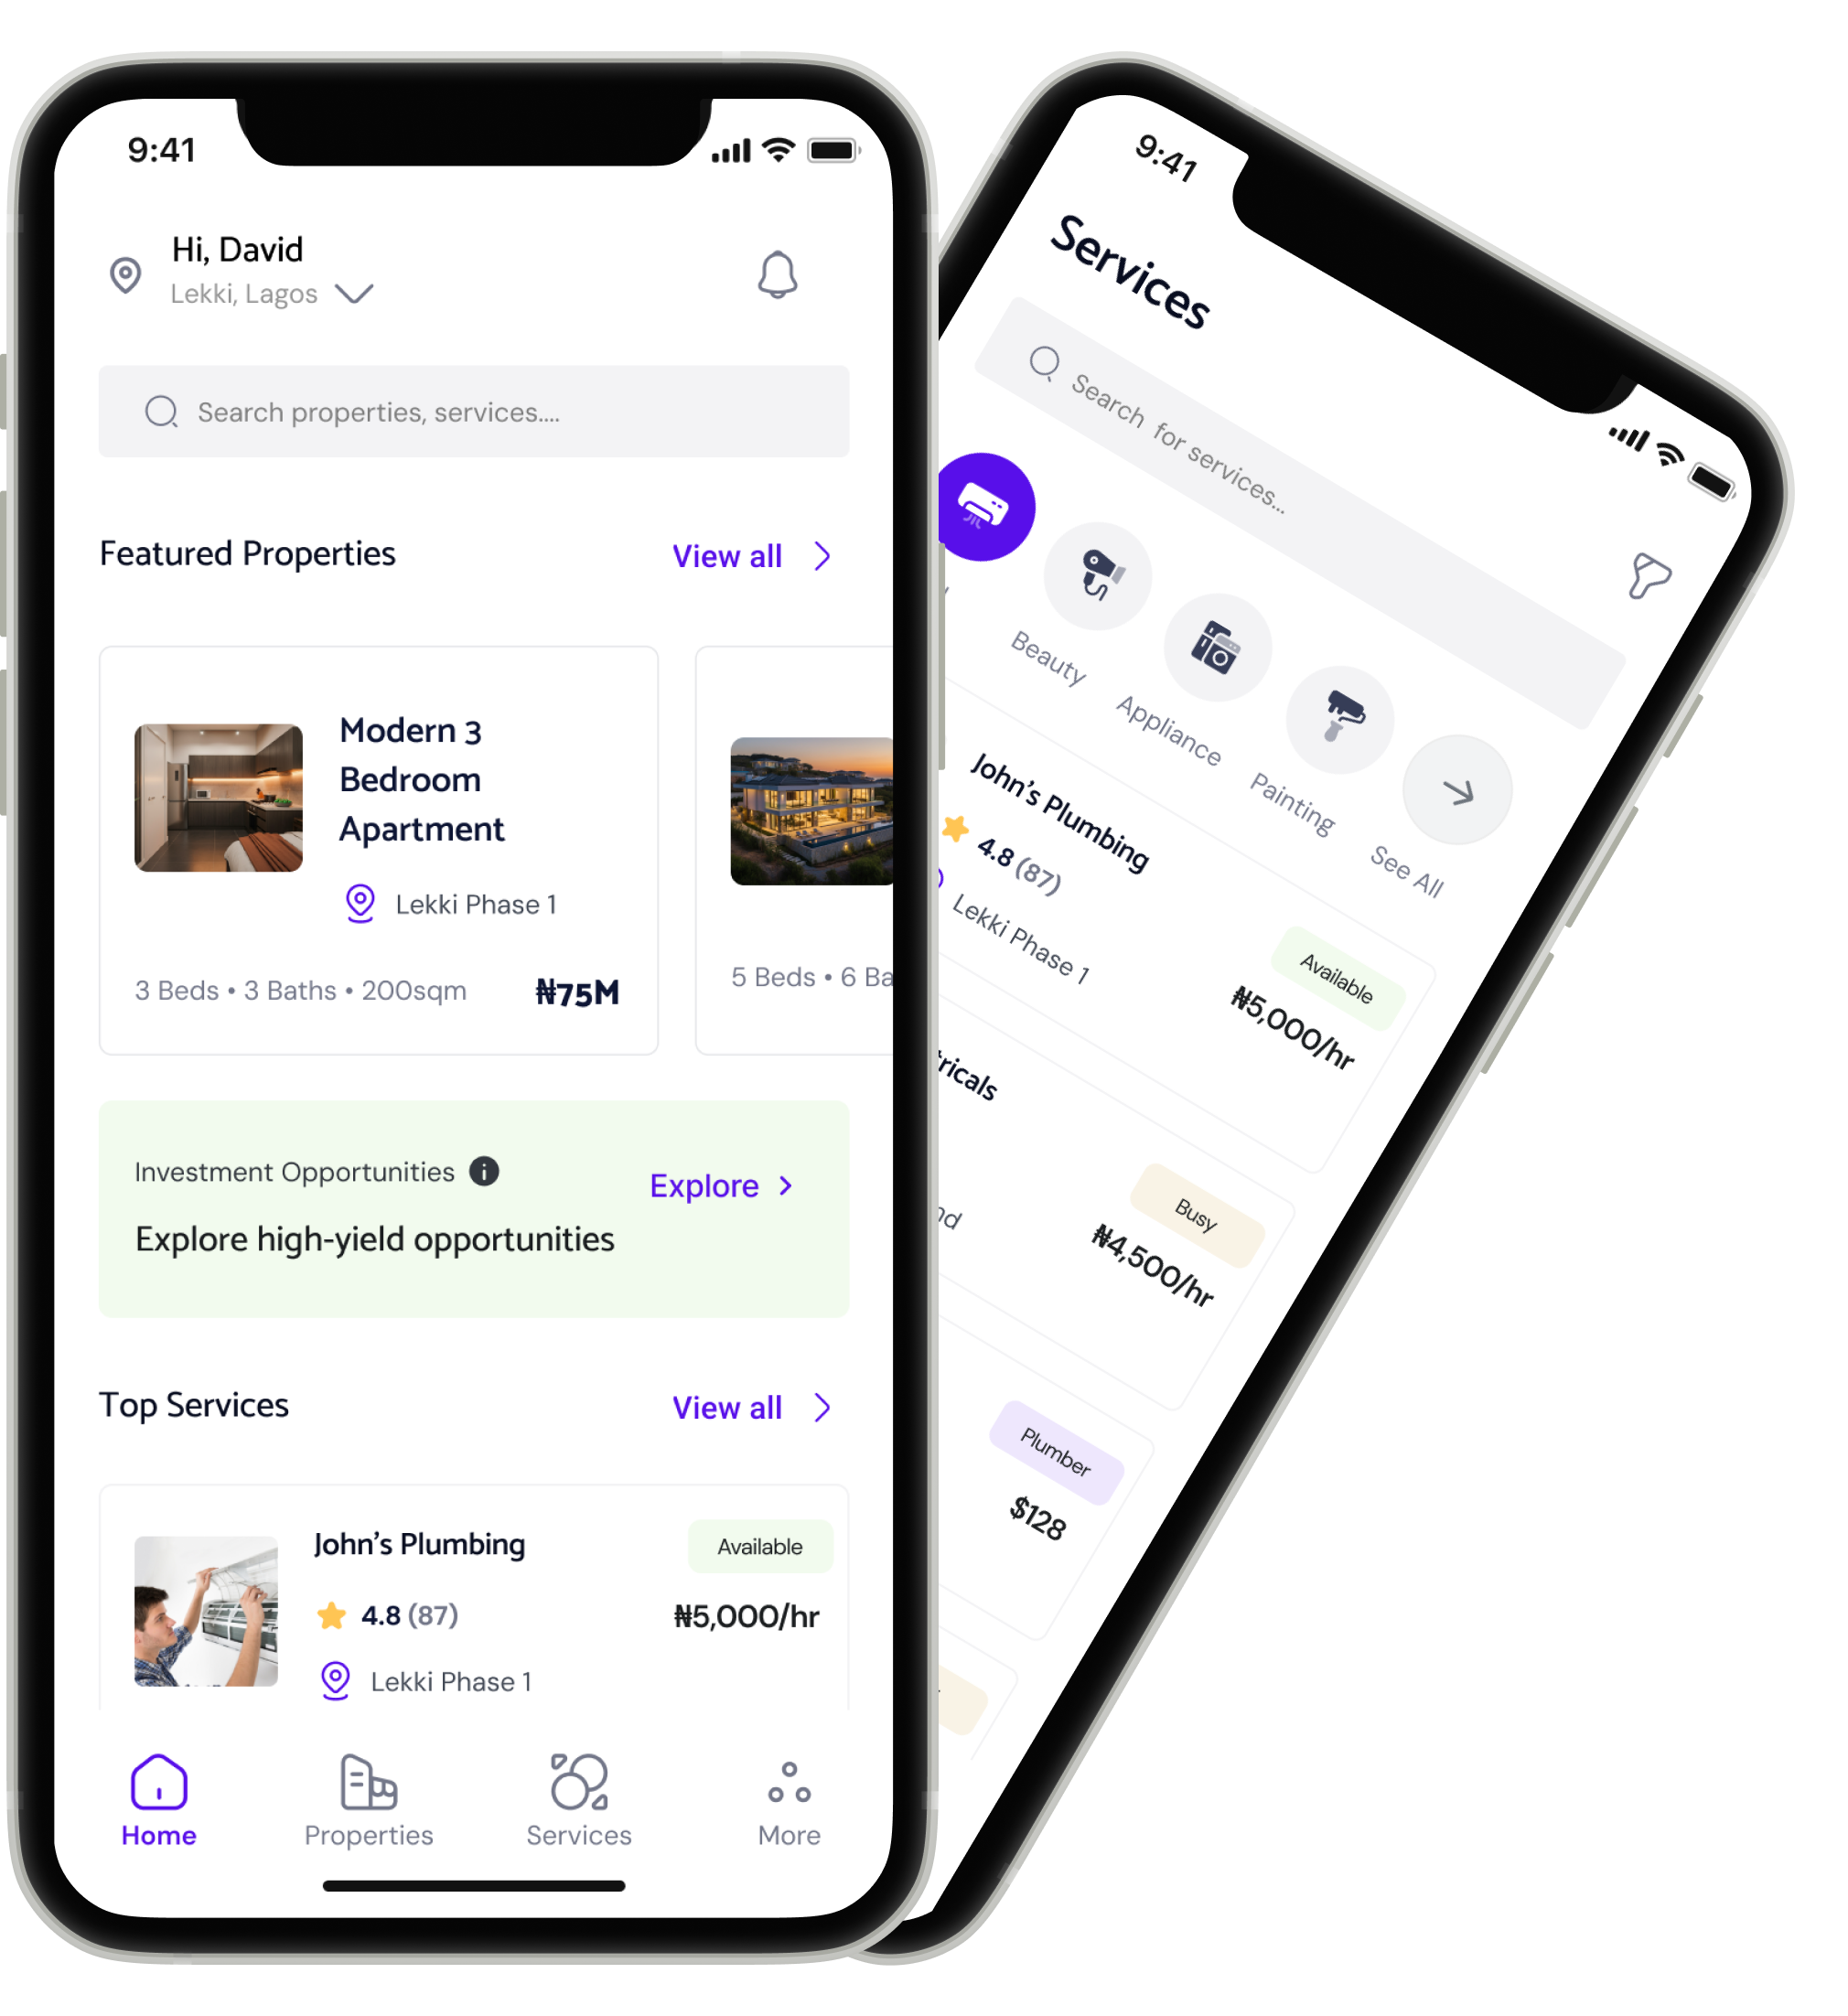 9:41
Hi, David
Lekki, Lagos
Search properties, services....
Featured Properties
View all
Modern 3
Bedroom
Apartment
Lekki Phase 1
3 Beds • 3 Baths • 200sqm
₦75M
5 Beds • 6 Ba
Investment Opportunities
Explore
Explore high-yield opportunities
Top Services
View all
John's Plumbing
Available
4.8 (87)
₦5,000/hr
Lekki Phase 1
Home
Properties
Services
More
9:41
Services
Search for services...
Beauty
Appliance
Painting
See All
John's Plumbing
4.8 (87)
Lekki Phase 1
Available
₦5,000/hr
tricals
Busy
nd
₦4,500/hr
Plumber
$128